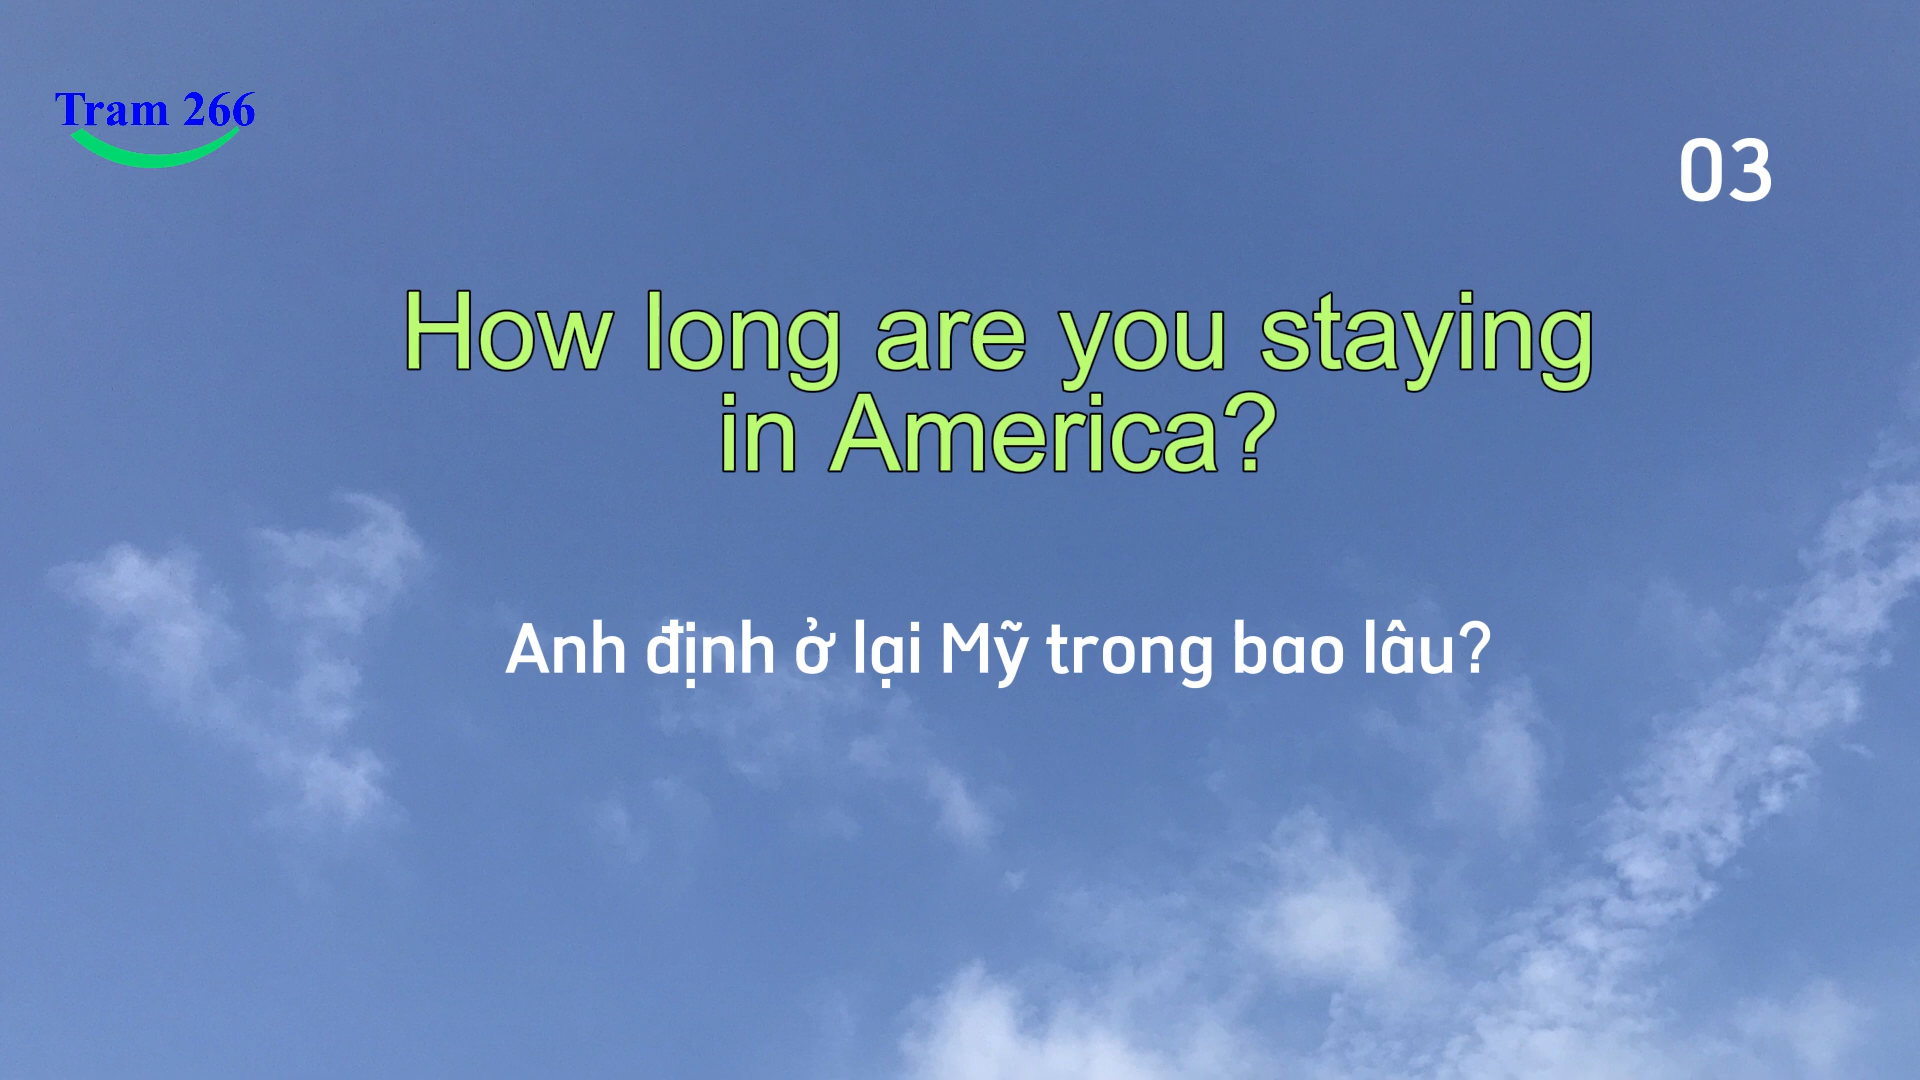 Tram 266
03
How long are you staying
in America?
Anh định ở lại Mỹ trong bao lâu?